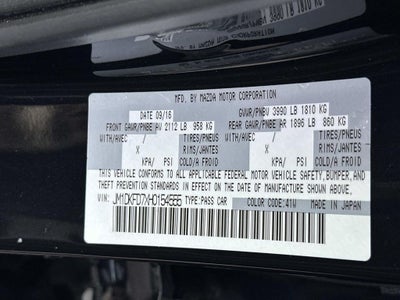 MFD. BY MAZDA MOTOR CORPORATION
DATE 09/16 GVWR/PNBV 3990 LB 1810 KG
FRONT GAWR/PNBE AV 2112 LB 958 KG REAR GAWR/PNBE AR 1896 LB 860 KG
WITH/AVEC TIRES/PNEUS WITH/AVEC TIRES/PNEUS
X RIMS/JANTES X RIMS/JANTES
KPA/ PSI COLD/A FROID KPA/ PSI COLD/A FROID
THIS VEHICLE CONFORMS TO ALL APPLICABLE FEDERAL MOTOR VEHICLE SAFETY, BUMPER, AND
THEFT PREVENTION STANDARDS IN EFFECT ON THE DATE OF MANUFACTURE SHOWN ABOVE.
VIN: JM1DKFD7XH0154555 TYPE: PASS CAR COLOR CODE: 41W MADE IN JAPAN